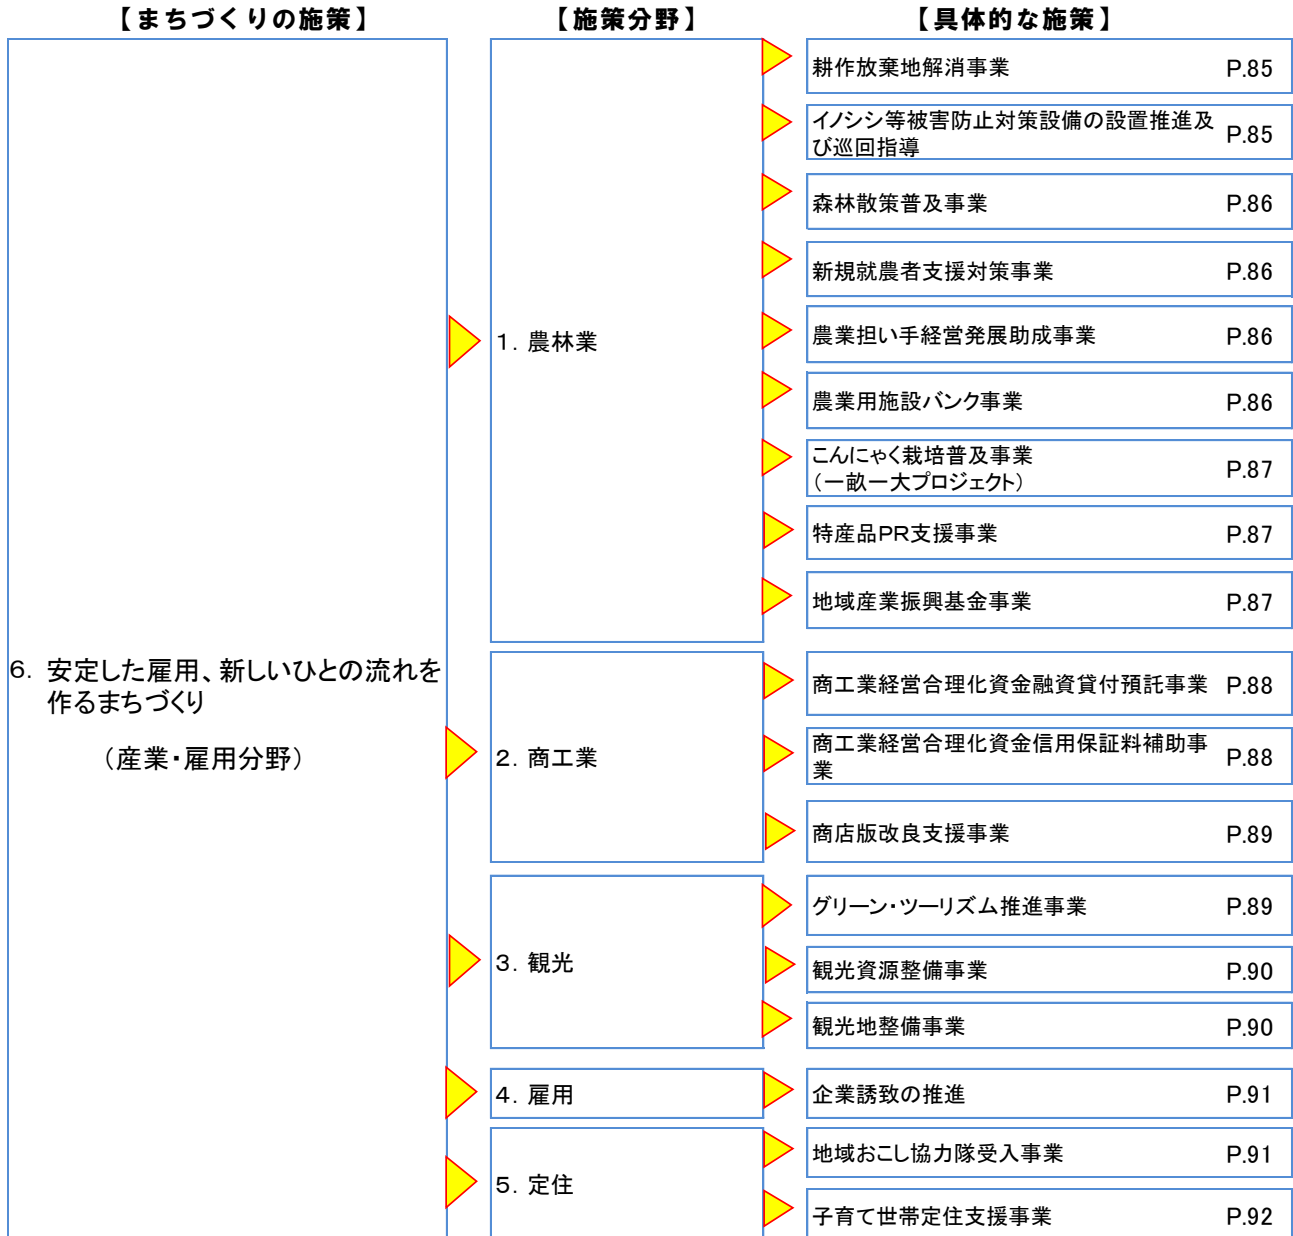 【まちづくりの施策】
【施策分野】
【具体的な施策】
6. 安定した雇用、新しいひとの流れを
作るまちづくり
（産業・雇用分野）
1. 農林業
耕作放棄地解消事業 P.85
イノシシ等被害防止対策設備の設置推進及
び巡回指導 P.85
森林散策普及事業 P.86
新規就農者支援対策事業 P.86
農業担い手経営発展助成事業 P.86
農業用施設バンク事業 P.86
こんにゃく栽培普及事業
（一畝一大プロジェクト） P.87
特産品PR支援事業 P.87
地域産業振興基金事業 P.87
2. 商工業
商工業経営合理化資金融資貸付預託事業 P.88
商工業経営合理化資金信用保証料補助事
業 P.88
商店版改良支援事業 P.89
3. 観光
グリーン・ツーリズム推進事業 P.89
観光資源整備事業 P.90
観光地整備事業 P.90
4. 雇用
企業誘致の推進 P.91
5. 定住
地域おこし協力隊受入事業 P.91
子育て世帯定住支援事業 P.92